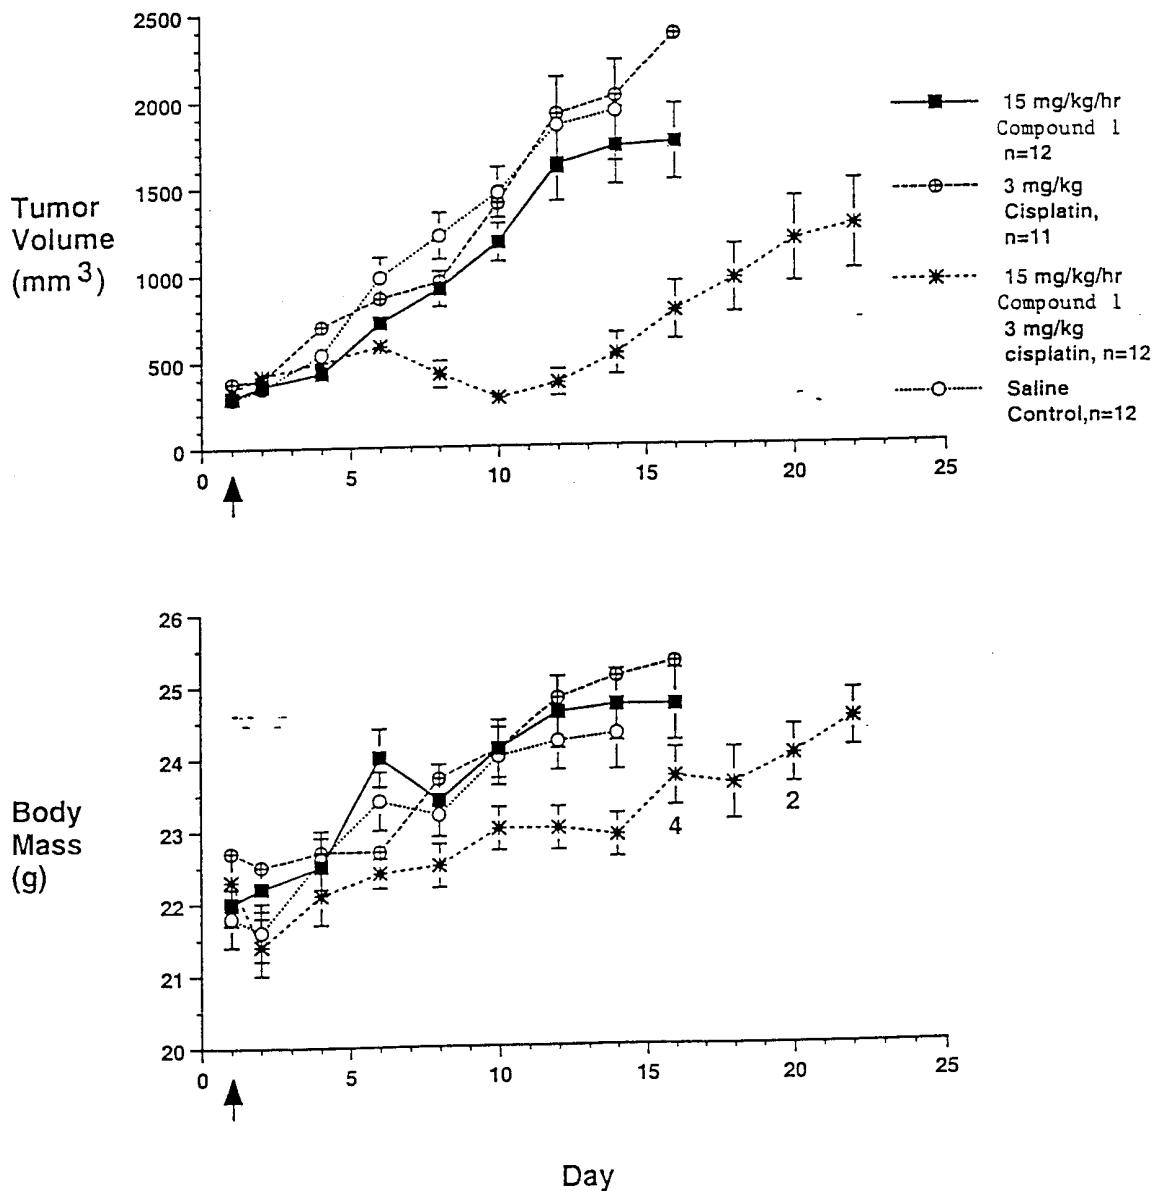 2500
2000
1500
1000
500
0
Tumor
Volume
(mm3)
0 5 10 15 20 25
15 mg/kg/hr
Compound 1
n=12
3 mg/kg
Cisplatin,
n=11
15 mg/kg/hr
Compound 1
3 mg/kg
cisplatin, n=12
Saline
Control,n=12
26
25
24
23
22
21
20
Body
Mass
(g)
4
2
0 5 10 15 20 25
Day